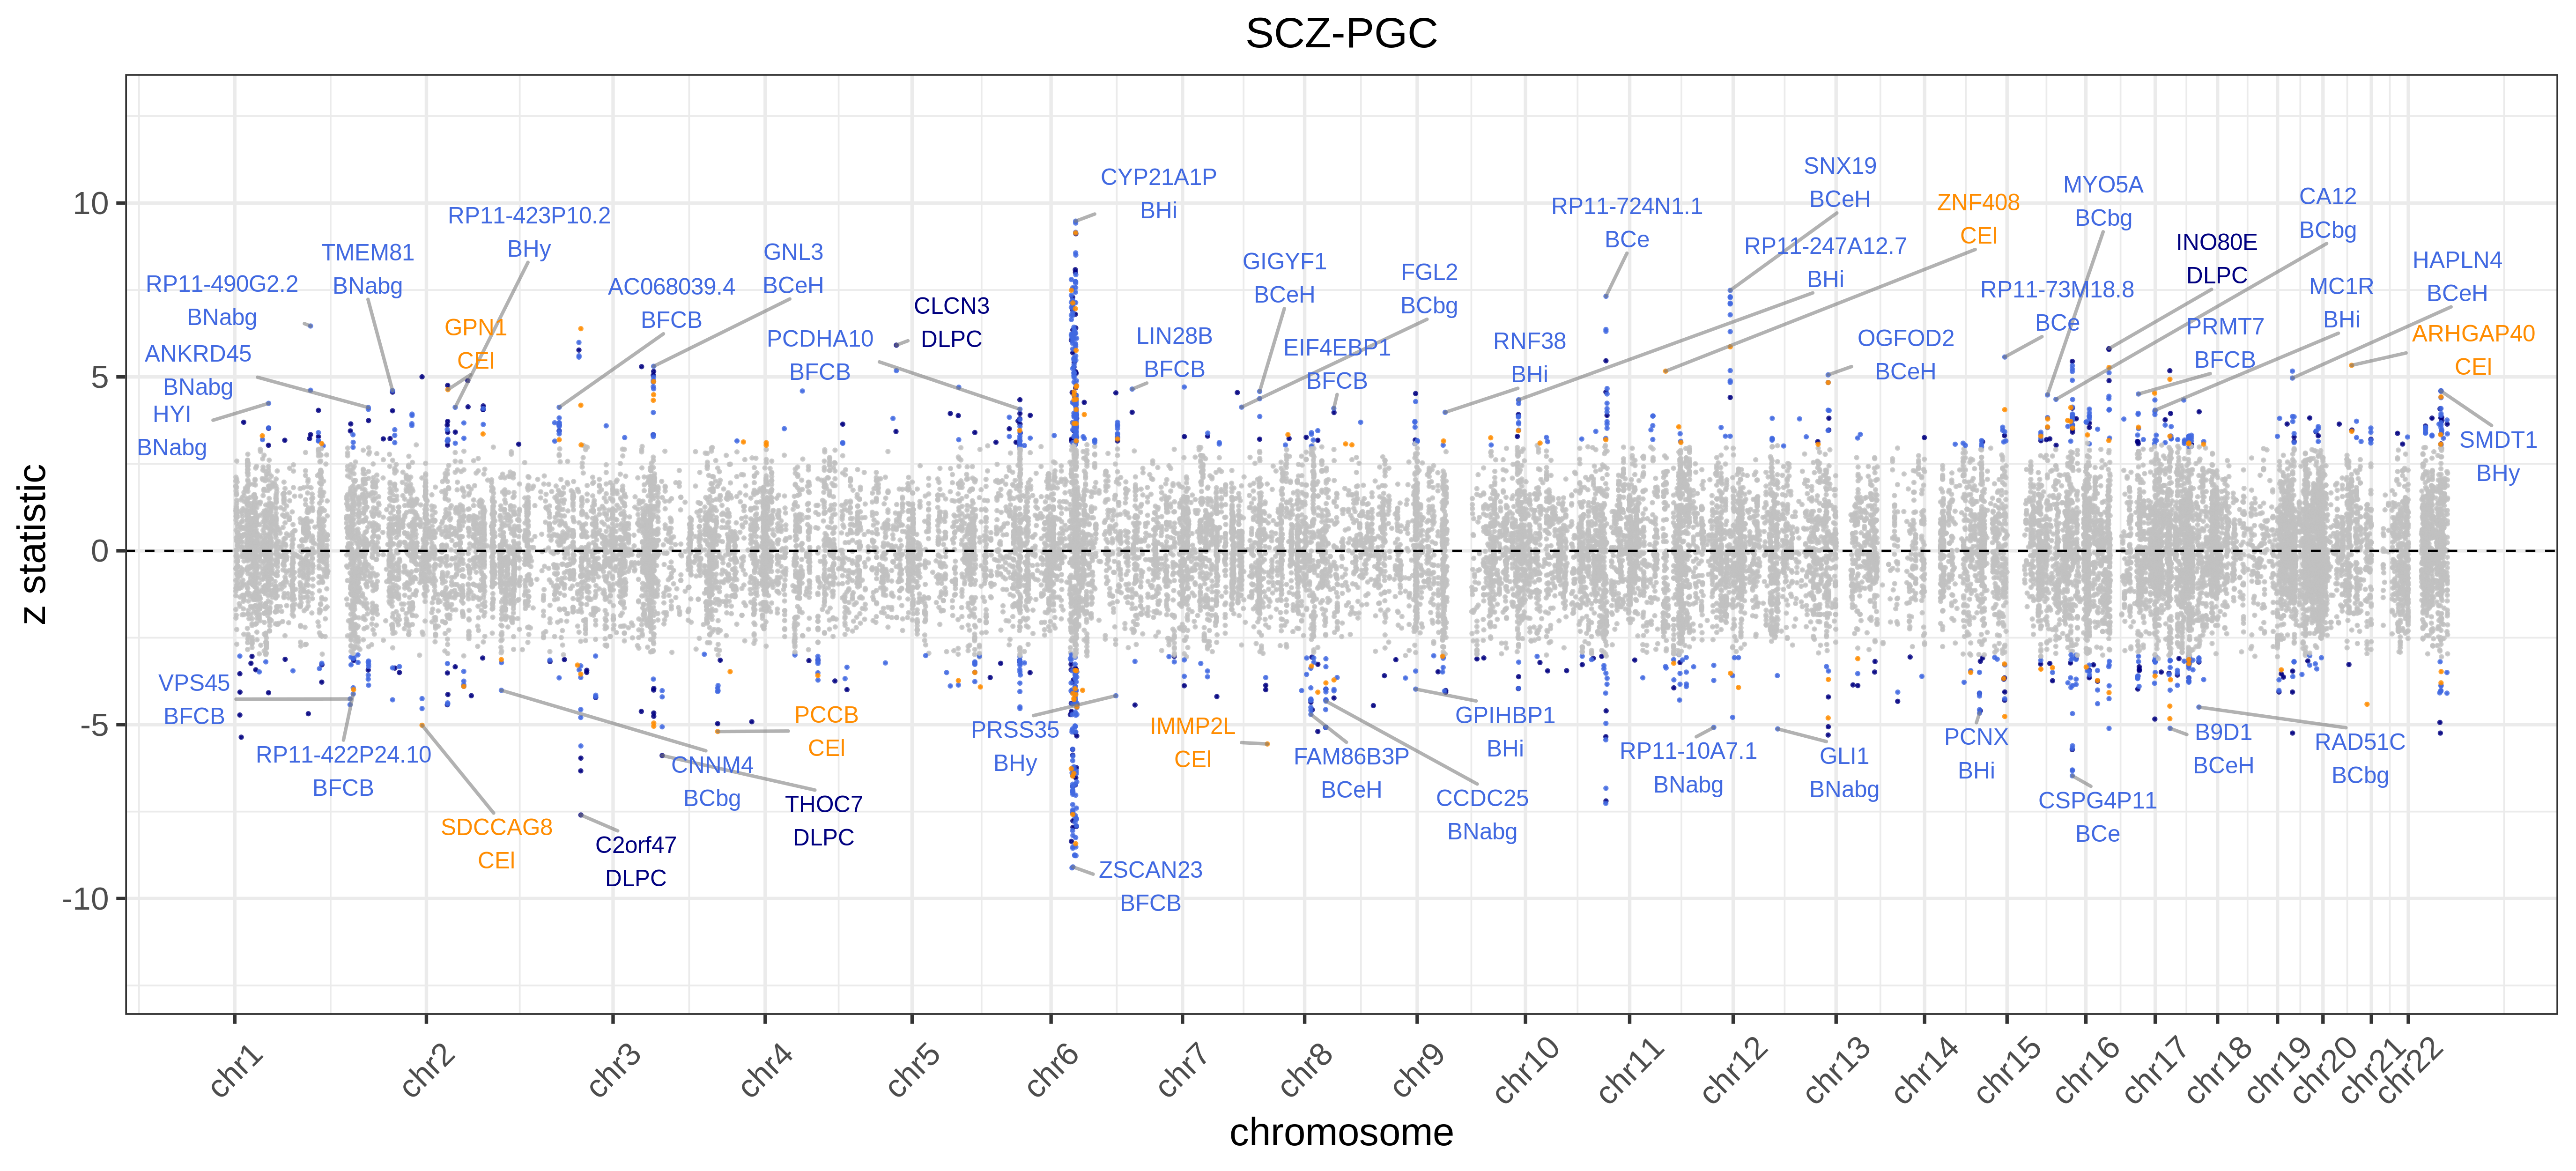 SCZ-PGC
z statistic
10
5
0
-5
-10
CYP21A1P
BHi
SNX19
BCeH
MYO5A
BCbg
CA12
BCbg
ZNF408
CEl
RP11-724N1.1
BCe
RP11-423P10.2
BHy
INO80E
DLPC
RP11-247A12.7
BHi
TMEM81
BNabg
GNL3
BCeH
GIGYF1
BCeH
HAPLN4
BCeH
FGL2
BCbg
RP11-490G2.2
BNabg
AC068039.4
BFCB
RP11-73M18.8
BCe
MC1R
BHi
CLCN3
DLPC
GPN1
CEl
PRMT7
BFCB
ARHGAP40
CEl
PCDHA10
BFCB
LIN28B
BFCB
EIF4EBP1
BFCB
RNF38
BHi
OGFOD2
BCeH
ANKRD45
BNabg
HYI
BNabg
SMDT1
BHy
VPS45
BFCB
RP11-422P24.10
BFCB
SDCCAG8
CEl
C2orf47
DLPC
CNNM4
BCbg
PCCB
CEl
THOC7
DLPC
PRSS35
BHy
ZSCAN23
BFCB
IMMP2L
CEl
FAM86B3P
BCeH
CCDC25
BNabg
GPIHBP1
BHi
RP11-10A7.1
BNabg
GLI1
BNabg
PCNX
BHi
CSPG4P11
BCe
B9D1
BCeH
RAD51C
BCbg
chr1
chr2
chr3
chr4
chr5
chr6
chr7
chr8
chr9
chr10
chr11
chr12
chr13
chr14
chr15
chr16
chr17
chr18
chr19
chr20
chr21
chr22
chromosome